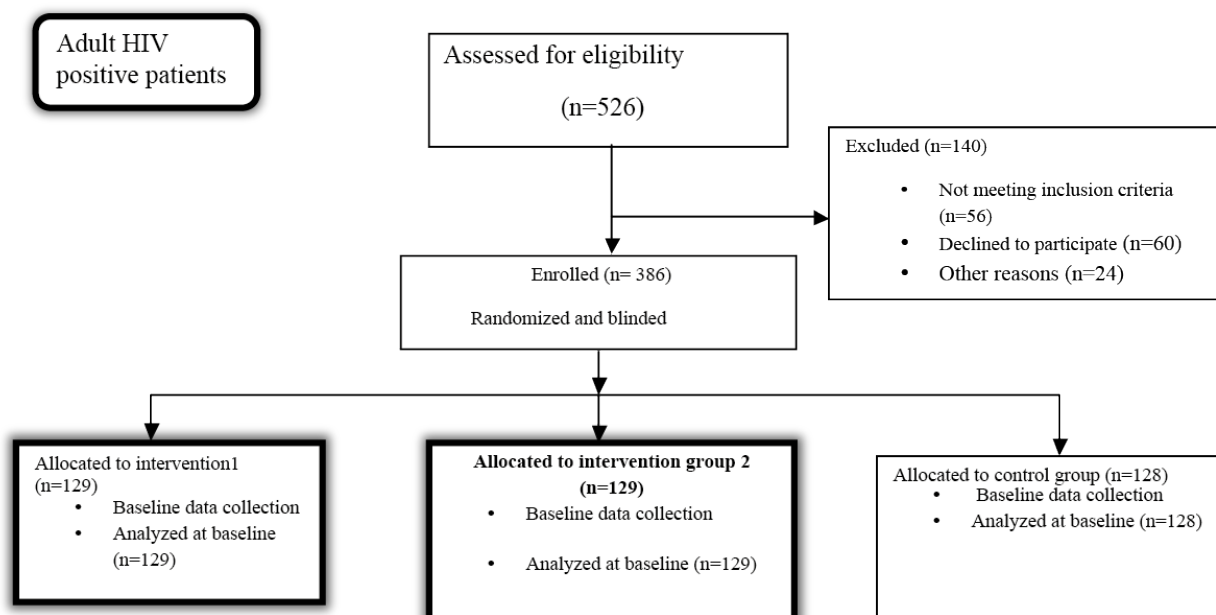 Adult HIV
positive patients
Assessed for eligibility
(n=526)
Excluded (n=140)
• Not meeting inclusion criteria
(n=56)
• Declined to participate (n=60)
• Other reasons (n=24)
Enrolled (n= 386)
Randomized and blinded
Allocated to intervention1
(n=129)
• Baseline data collection
• Analyzed at baseline
(n=129)
Allocated to intervention group 2
(n=129)
• Baseline data collection
• Analyzed at baseline (n=129)
Allocated to control group (n=128)
• Baseline data collection
• Analyzed at baseline (n=128)